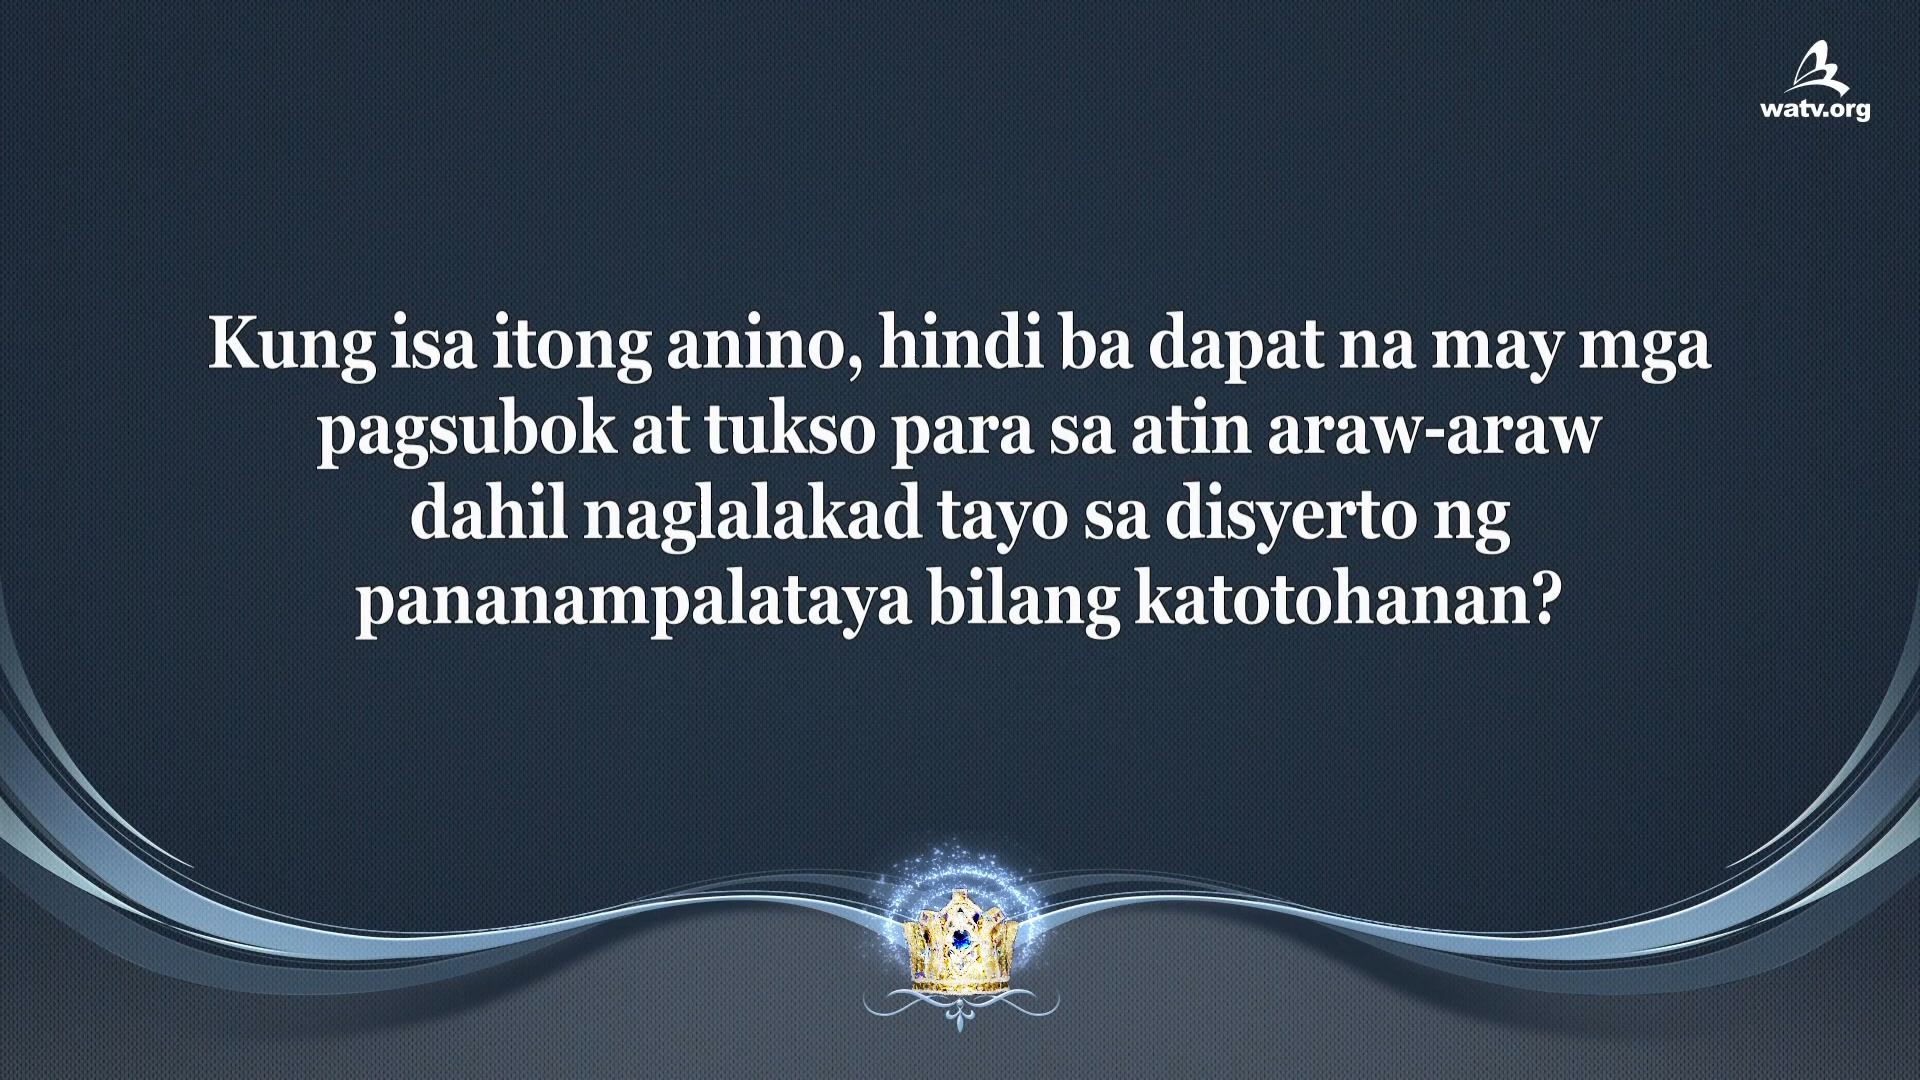 watv.org
Kung isa itong anino, hindi ba dapat na may mga
pagsubok at tukso para sa atin araw-araw
dahil naglalakad tayo sa disyerto ng
pananampalataya bilang katotohanan?